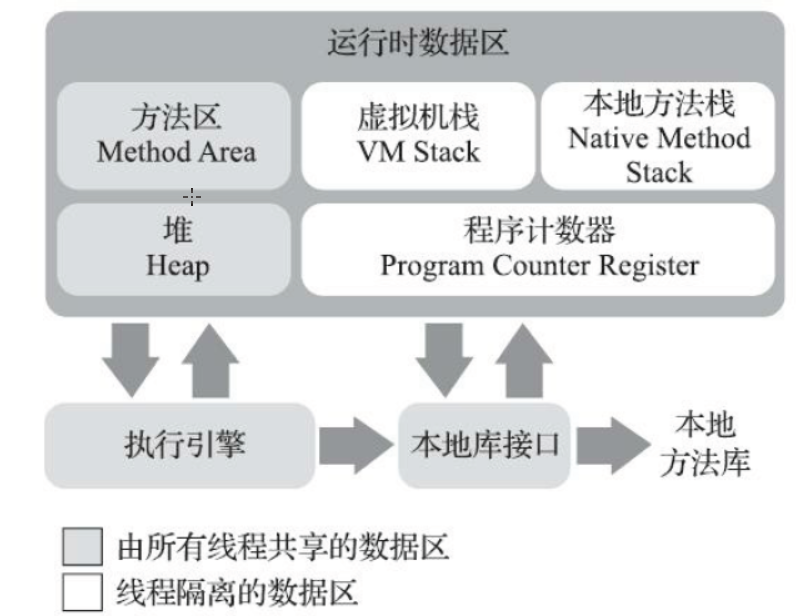 运行时数据区
方法区
Method Area
虚拟机栈
VM Stack
本地方法栈
Native Method
Stack
堆
Heap
程序计数器
Program Counter Register
执行引擎
本地库接口
本地
方法库
由所有线程共享的数据区
线程隔离的数据区